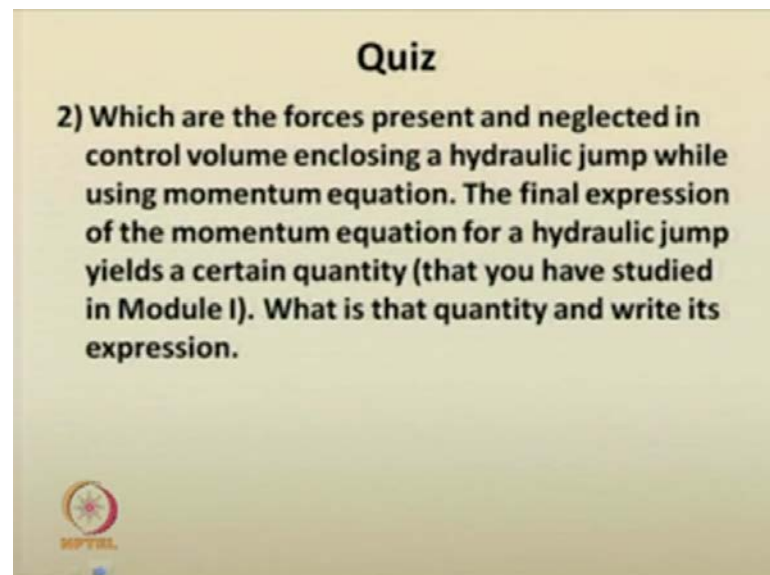 Quiz
2) Which are the forces present and neglected in
control volume enclosing a hydraulic jump while
using momentum equation. The final expression
of the momentum equation for a hydraulic jump
yields a certain quantity (that you have studied
in Module I). What is that quantity and write its
expression.
NPTEL